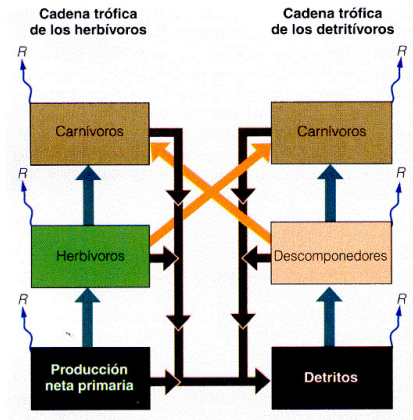 Cadena trófica
de los herbívoros
Cadena trófica
de los detritívoros
R
R
Carnívoros
Carnívoros
R
R
Herbívoros
Descomponedores
R
R
Producción
neta primaria
Detritos